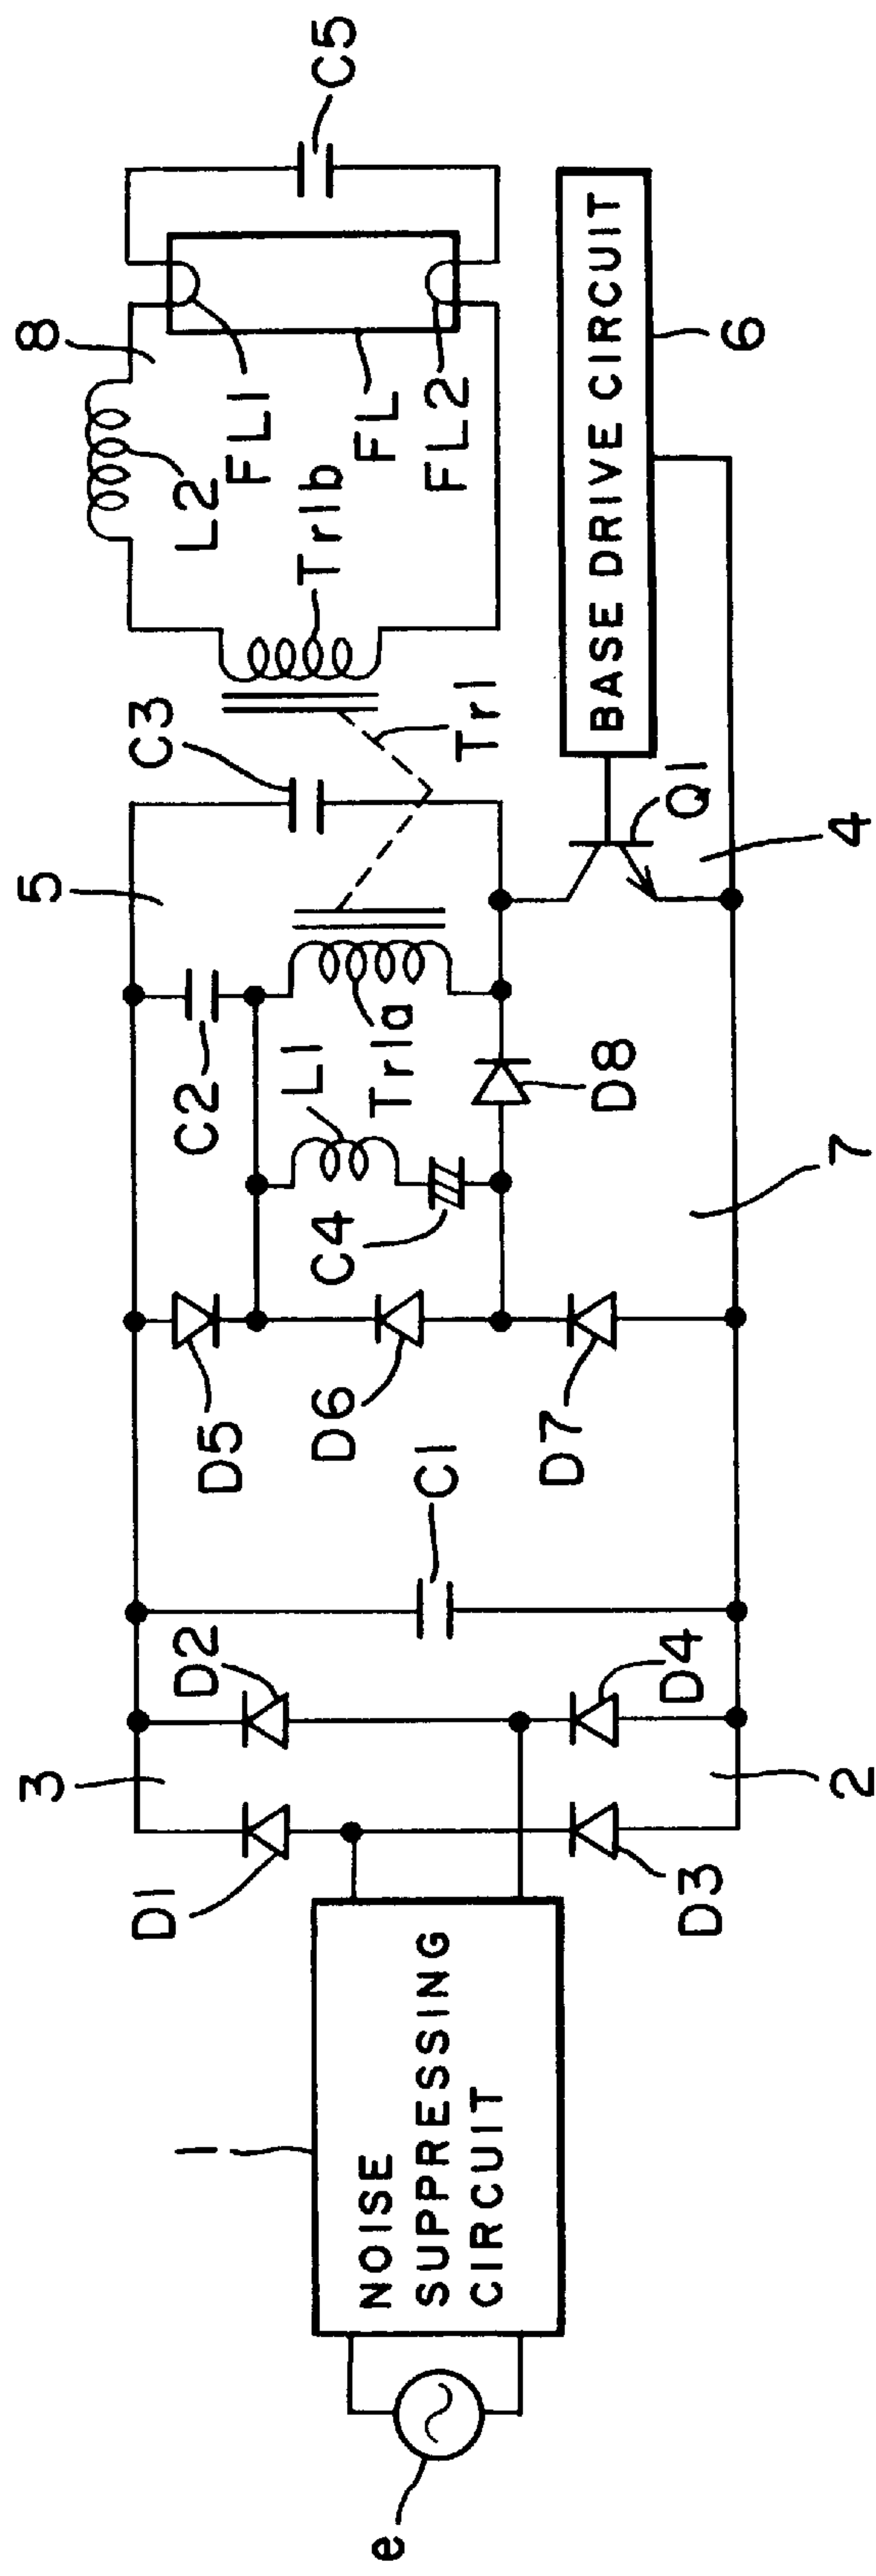 3
5
8
D1
C3
1
D2
C2
L2
D5
FL1
L1
Tr1b
C5
D6
C4
FL
Tr1a
e
NOISE
SUPPRESSING
CIRCUIT
C1
FL2
Tr1
D7
D8
BASE DRIVE CIRCUIT
D3
D4
Q1
6
2
7
4